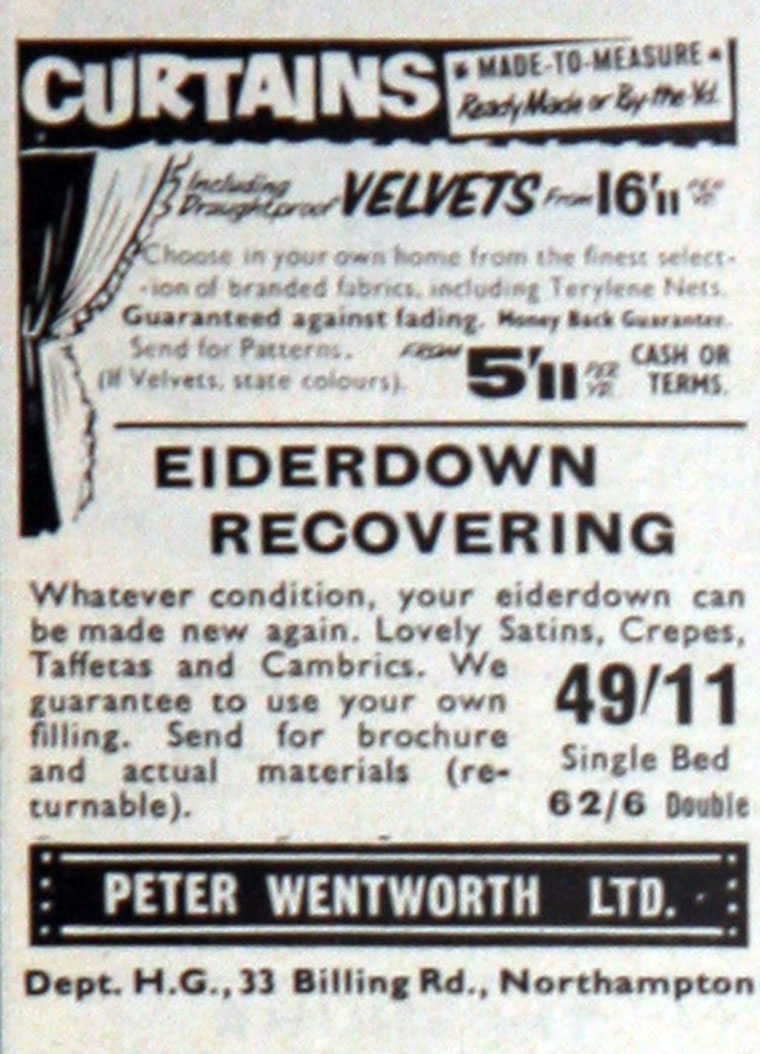 CURTAINS
* MADE-TO-MEASURE *
Ready Made or By-the-Yd.
Including
Draughtproof VELVETS From 16'11 PER YD.
Choose in your own home from the finest select-
-ion of branded fabrics, including Terylene Nets.
Guaranteed against fading. Money Back Guarantee.
Send for Patterns.
(If Velvets, state colours).
FROM 5'11 PER YD. CASH OR
TERMS.
EIDERDOWN
RECOVERING
Whatever condition, your eiderdown can
be made new again. Lovely Satins, Crepes,
Taffetas and Cambrics. We
guarantee to use your own
filling. Send for brochure
and actual materials (re-
turnable).
49/11
Single Bed
62/6 Double
PETER WENTWORTH LTD.
Dept. H.G., 33 Billing Rd., Northampton